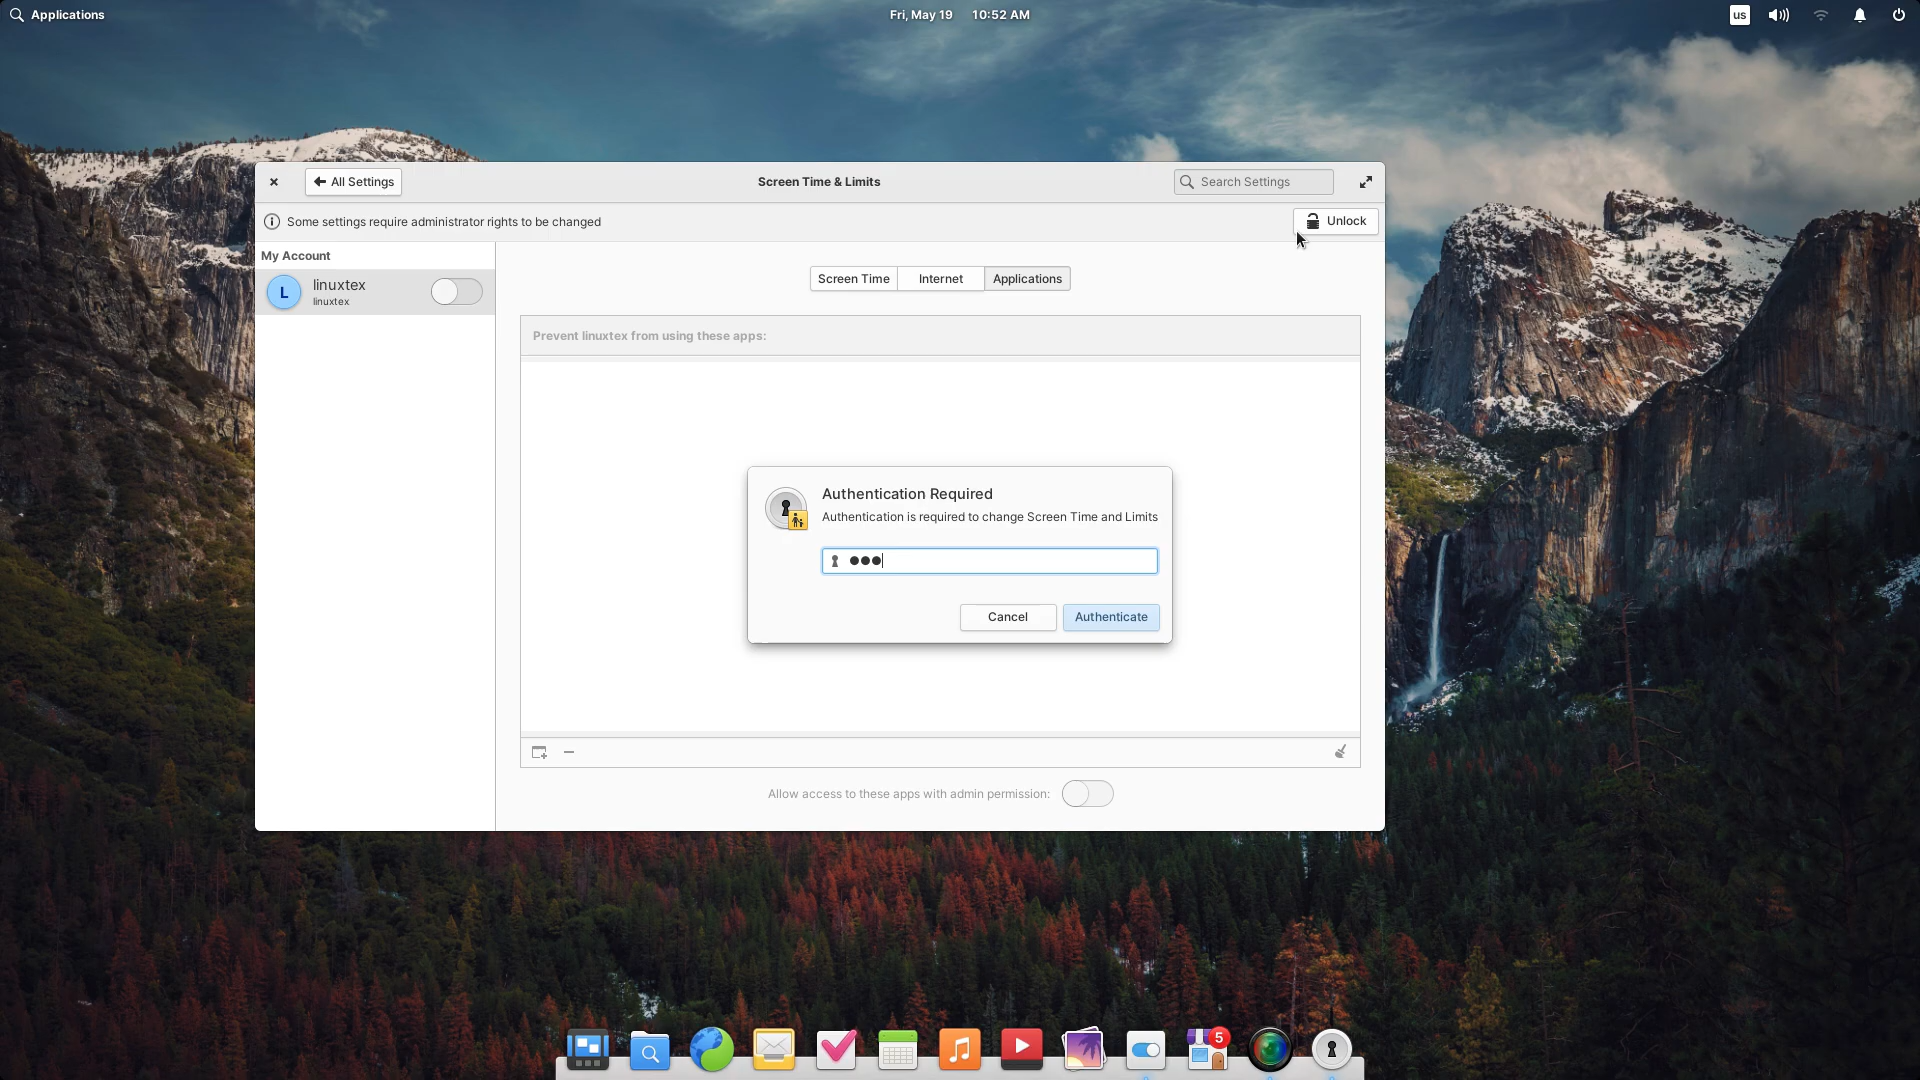 Applications
Fri, May 19 10:52 AM
us
All Settings
Screen Time & Limits
Search Settings
Some settings require administrator rights to be changed
Unlock
My Account
L
linuxtex
linuxtex
Screen Time
Internet
Applications
Prevent linuxtex from using these apps:
Authentication Required
Authentication is required to change Screen Time and Limits
Cancel
Authenticate
Allow access to these apps with admin permission:
5